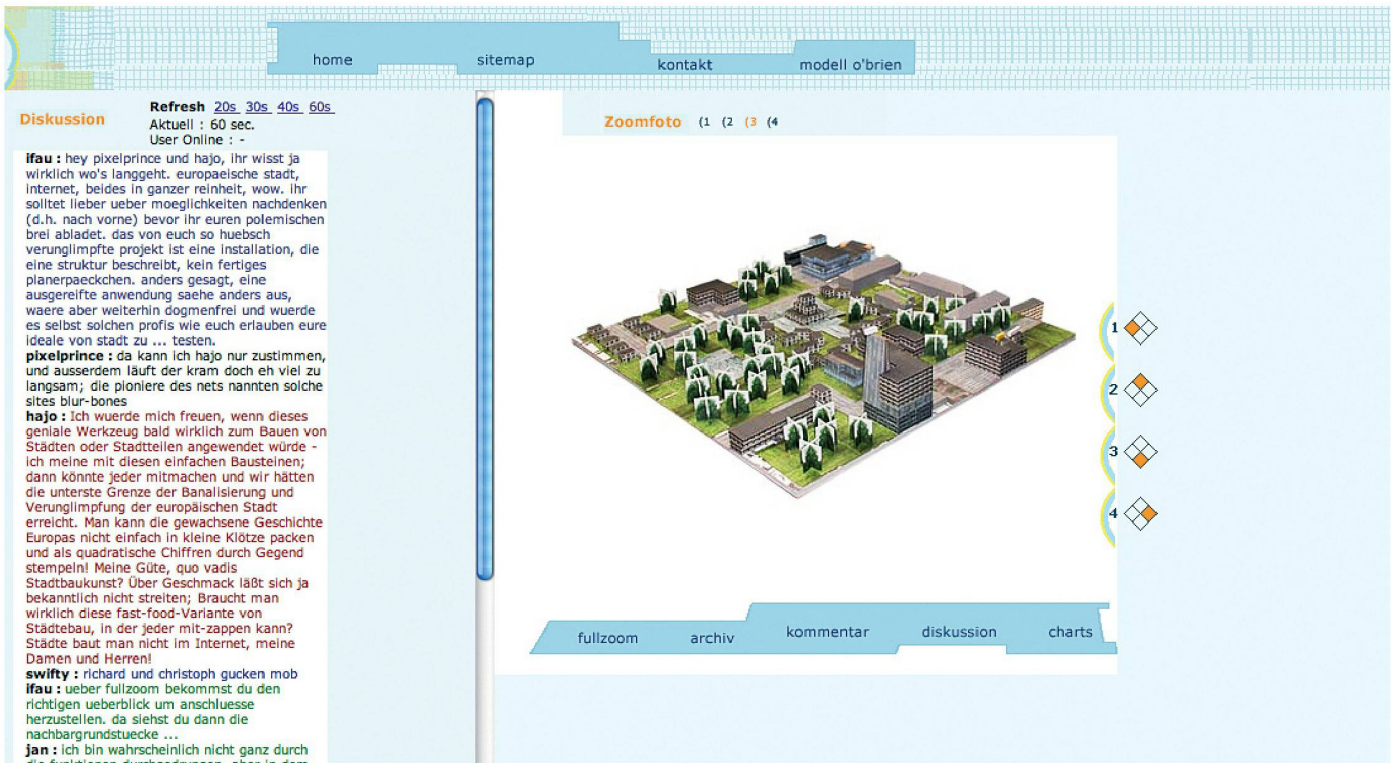 home
sitemap
kontakt
modell o'brien
Diskussion
Refresh 20s 30s 40s 60s
Aktuell : 60 sec.
User Online : -
ifau : hey pixelprince und hajo, ihr wisst ja
wirklich wo's langgeht. europaeische stadt,
internet, beides in ganzer reinheit, wow. ihr
solltet lieber ueber moeglichkeiten nachdenken
(d.h. nach vorne) bevor ihr euren polemischen
brei abladet. das von euch so huebsch
verunglimpfte projekt ist eine installation, die
eine struktur beschreibt, kein fertiges
planerpaeckchen. anders gesagt, eine
ausgereifte anwendung saehe anders aus,
waere aber weiterhin dogmenfrei und wuerde
es selbst solchen profis wie euch erlauben eure
ideale von stadt zu ... testen.
pixelprince : da kann ich hajo nur zustimmen,
und ausserdem läuft der kram doch eh viel zu
langsam; die pioniere des nets nannten solche
sites blur-bones
hajo : Ich wuerde mich freuen, wenn dieses
geniale Werkzeug bald wirklich zum Bauen von
Städten oder Stadtteilen angewendet würde -
ich meine mit diesen einfachen Bausteinen;
dann könnte jeder mitmachen und wir hätten
die unterste Grenze der Banalisierung und
Verunglimpfung der europäischen Stadt
erreicht. Man kann die gewachsene Geschichte
Europas nicht einfach in kleine Klötze packen
und als quadratische Chiffren durch Gegend
stempeln! Meine Güte, quo vadis
Stadtbaukunst? Über Geschmack läßt sich ja
bekanntlich nicht streiten; Braucht man
wirklich diese fast-food-Variante von
Städtebau, in der jeder mit-zappen kann?
Städte baut man nicht im Internet, meine
Damen und Herren!
swifty : richard und christoph gucken mob
ifau : ueber fullzoom bekommst du den
richtigen ueberblick um anschluesse
herzustellen. da siehst du dann die
nachbargrundstuecke ...
jan : ich bin wahrscheinlich nicht ganz durch
Zoomfoto (1 (2 (3 (4
1
2
3
4
fullzoom
archiv
kommentar
diskussion
charts